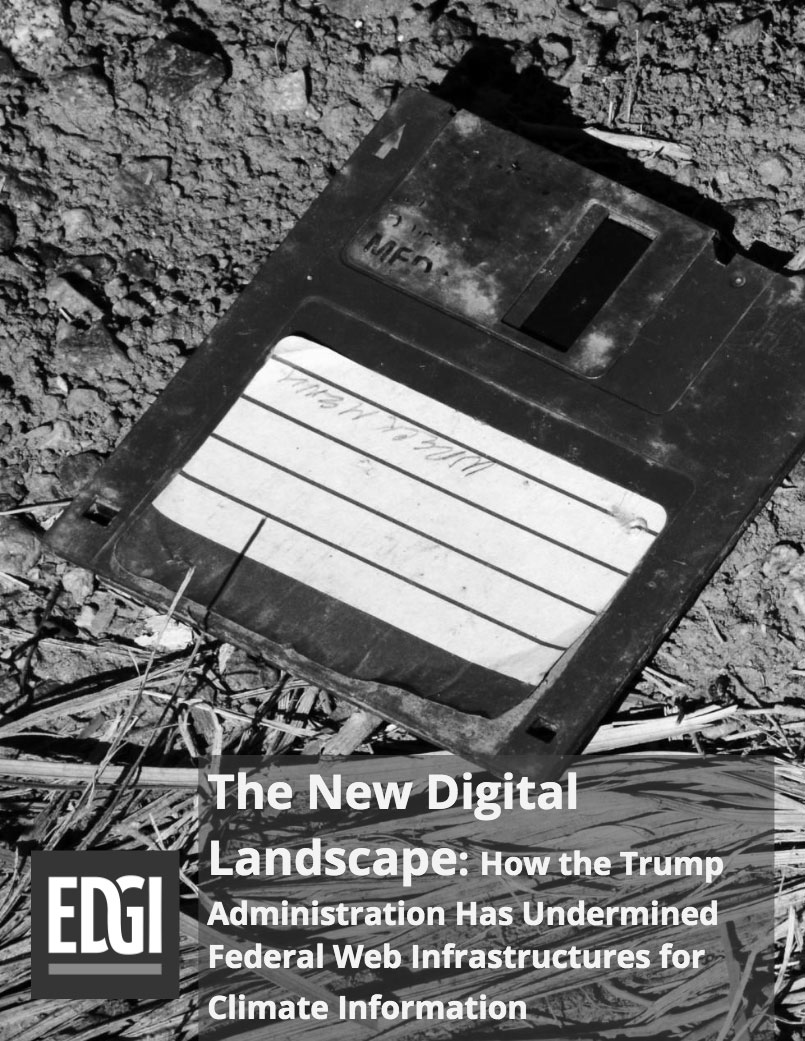 The New Digital
Landscape: How the Trump
Administration Has Undermined
Federal Web Infrastructures for
Climate Information
EDGI